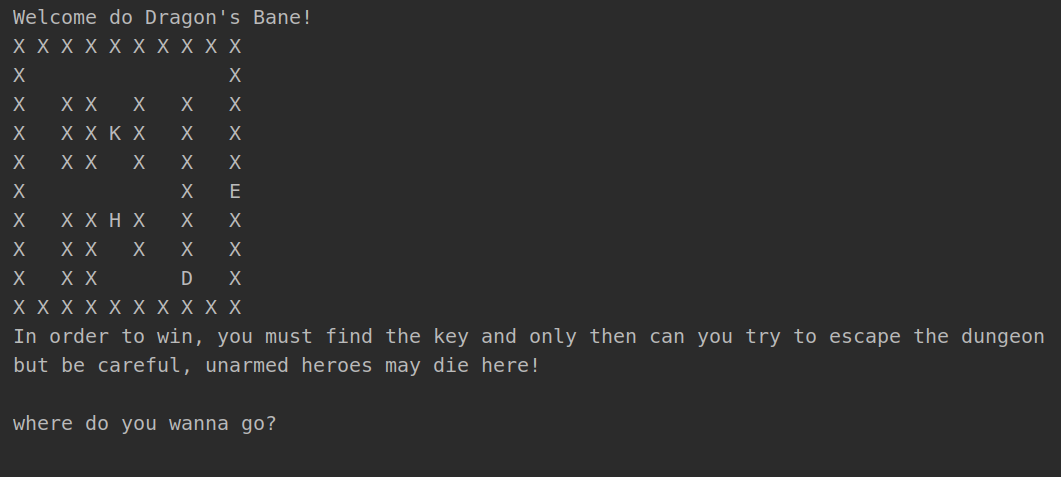 Welcome do Dragon's Bane!
X X X X X X X X X X
X                 X
X   X X   X   X   X
X   X X K X   X   X
X   X X   X   X   X
X             X   E
X   X X H X   X   X
X   X X   X   X   X
X   X X       D   X
X X X X X X X X X X
In order to win, you must find the key and only then can you try to escape the dungeon
but be careful, unarmed heroes may die here!
where do you wanna go?